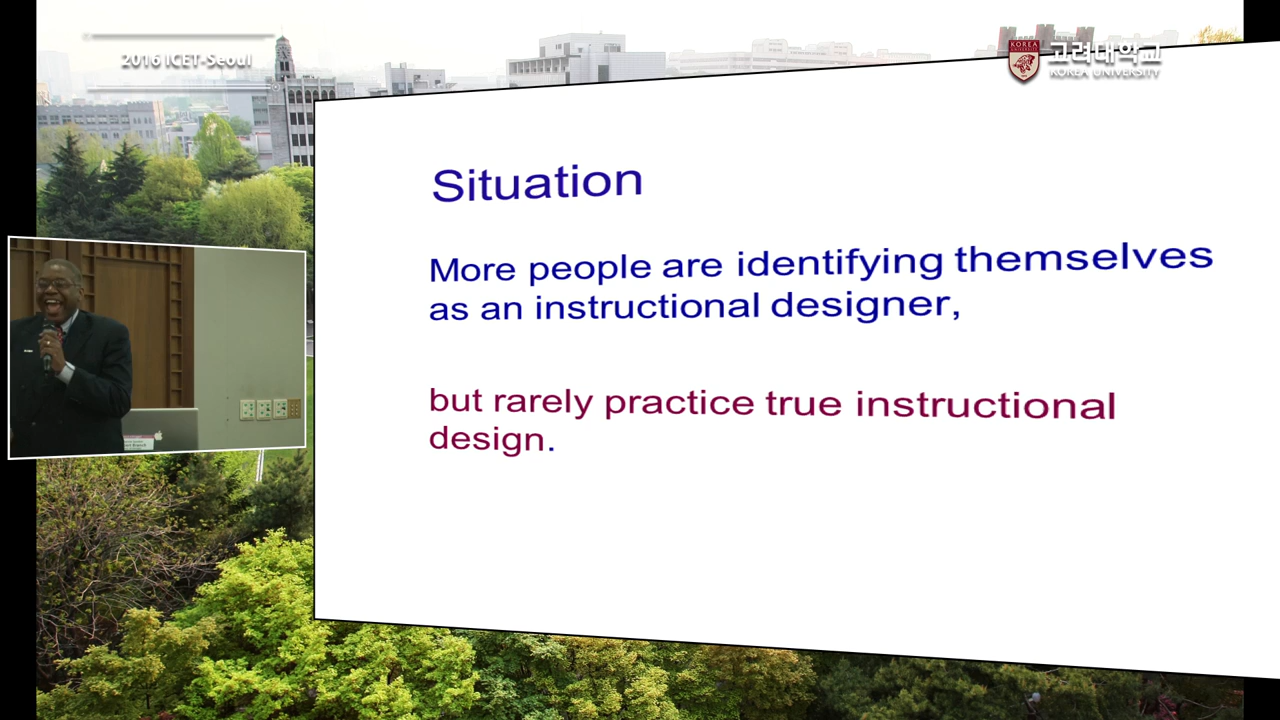 2016 ICET-Seoul
KOREA
고려대학교
KOREA UNIVERSITY
Situation
More people are identifying themselves
as an instructional designer,
but rarely practice true instructional
design.